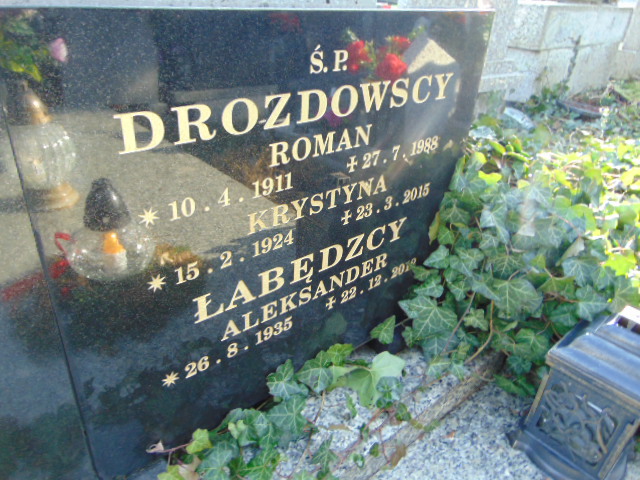 Ś. P.
DROZDOWSCY
ROMAN
* 10 . 4 . 1911 ✝ 27 . 7 . 1988
KRYSTYNA
* 15 . 2 . 1924 ✝ 23 . 3 . 2015
ŁABĘDZCY
ALEKSANDER
* 26 . 8 . 1935 ✝ 22 . 12 .